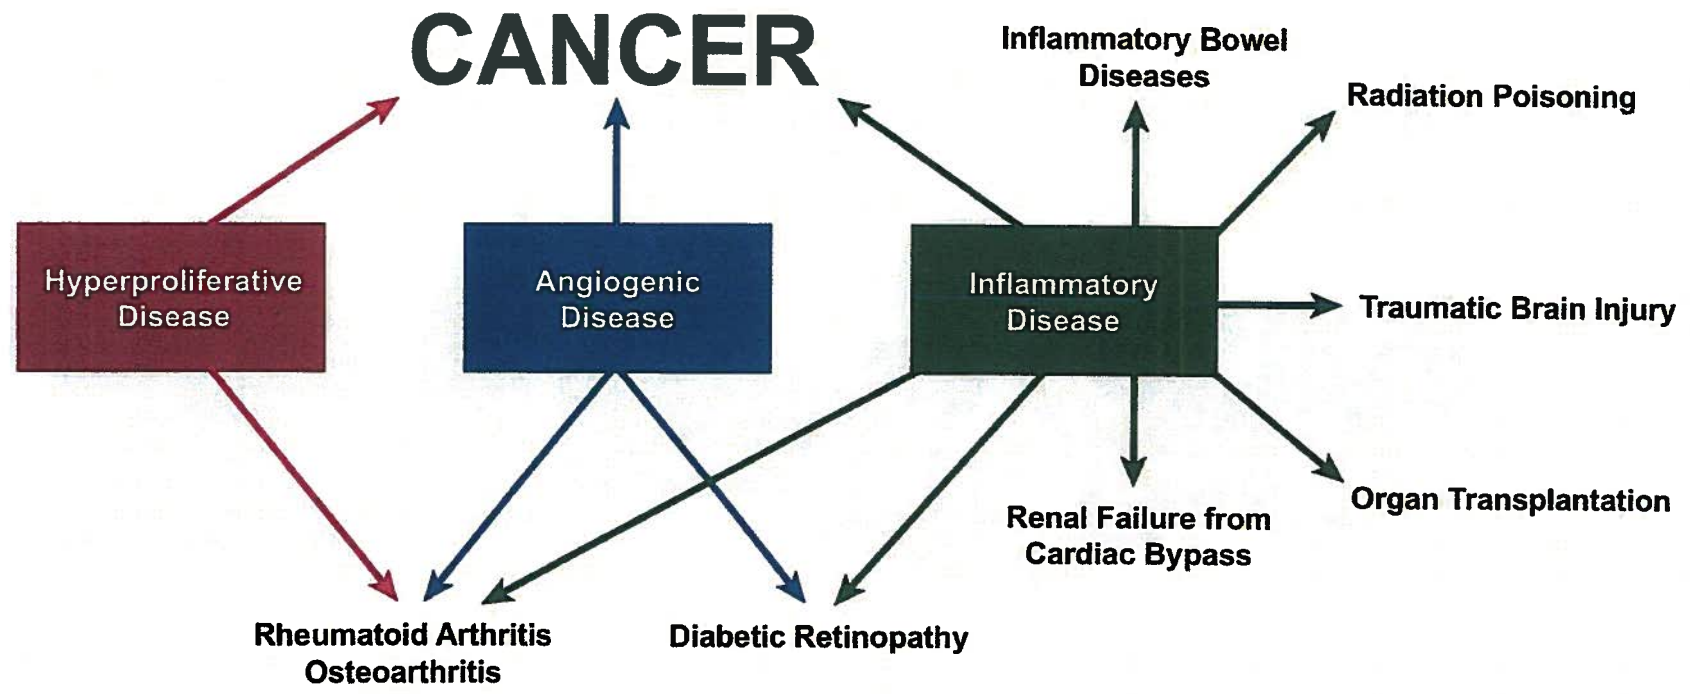 CANCER
Inflammatory Bowel
Diseases
Radiation Poisoning
Hyperproliferative
Disease
Angiogenic
Disease
Inflammatory
Disease
Traumatic Brain Injury
Organ Transplantation
Renal Failure from
Cardiac Bypass
Rheumatoid Arthritis
Osteoarthritis
Diabetic Retinopathy